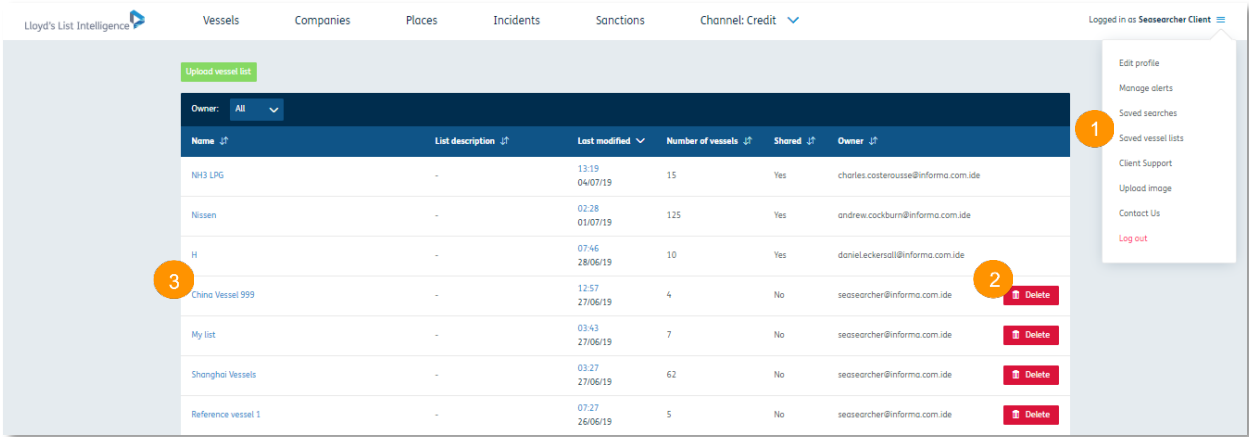 Lloyd's List Intelligence
Vessels Companies Places Incidents Sanctions Channel: Credit
Logged in as Seasearcher Client
Edit profile
Manage alerts
Saved searches
1
Saved vessel lists
Client Support
Upload image
Contact Us
Log out
Upload vessel list
Owner: All
Name List description Last modified Number of vessels Shared Owner
NH3 LPG - 13:19 15 Yes charles.costerousse@informa.com.ide
04/07/19
Nissen - 02:28 125 Yes andrew.cockburn@informa.com.ide
01/07/19
H - 07:46 10 Yes daniel.eckersall@informa.com.ide
28/06/19
3
2
China Vessel 999 - 12:57 4 No seasearcher@informa.com.ide Delete
27/06/19
My list - 03:43 7 No seasearcher@informa.com.ide Delete
27/06/19
Shanghai Vessels - 03:27 62 No seasearcher@informa.com.ide Delete
27/06/19
Reference vessel 1 - 07:27 5 No seasearcher@informa.com.ide Delete
26/06/19